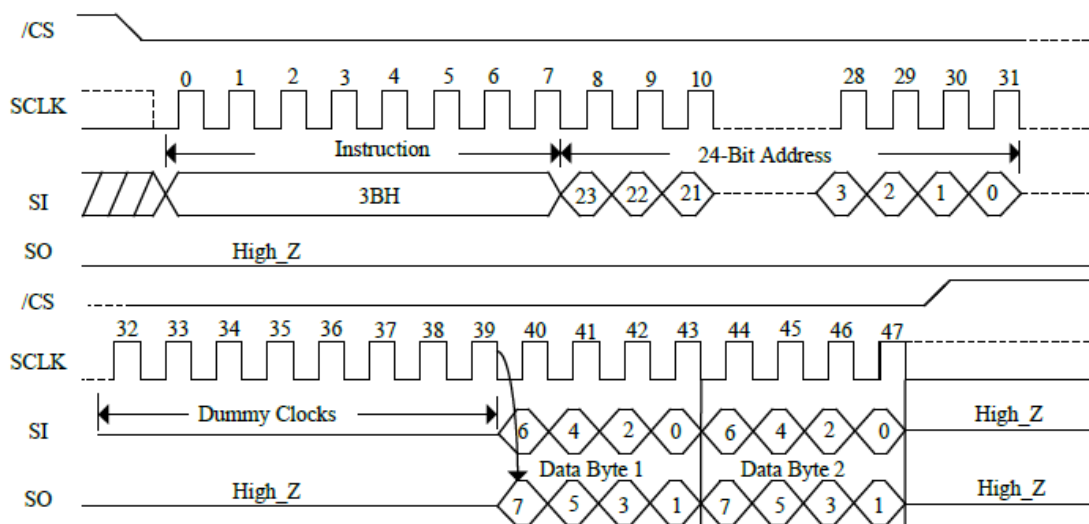 /CS
0 1 2 3 4 5 6 7 8 9 10 28 29 30 31
SCLK
Instruction 24-Bit Address
SI 3BH 23 22 21 3 2 1 0
SO High_Z
/CS
32 33 34 35 36 37 38 39 40 41 42 43 44 45 46 47
SCLK
Dummy Clocks
SI 6 4 2 0 6 4 2 0 High_Z
Data Byte 1 Data Byte 2
SO High_Z 7 5 3 1 7 5 3 1 High_Z